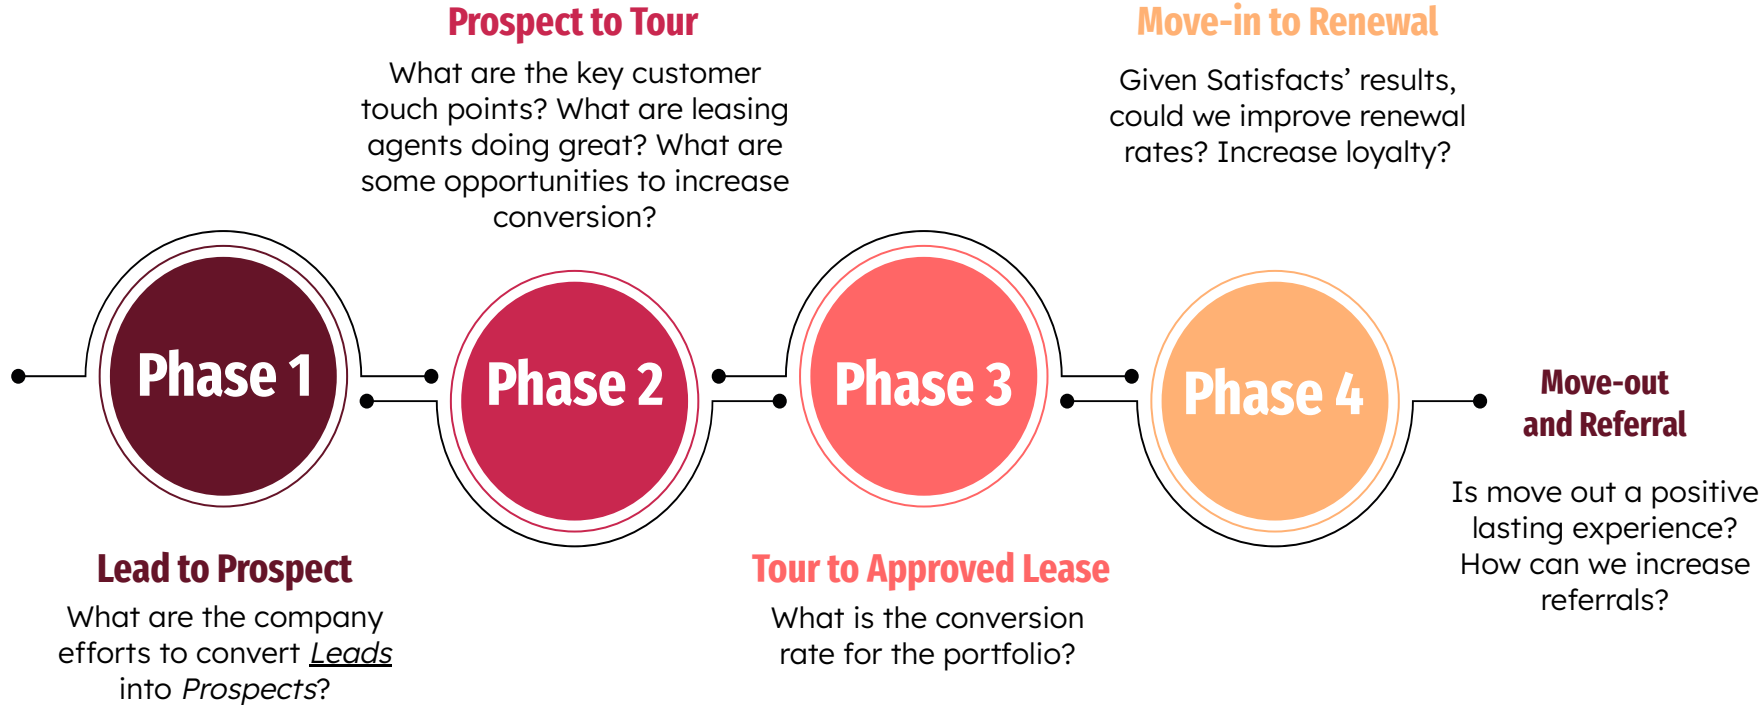 Prospect to Tour
What are the key customer
touch points? What are leasing
agents doing great? What are
some opportunities to increase
conversion?
Move-in to Renewal
Given Satisfacts’ results,
could we improve renewal
rates? Increase loyalty?
Phase 1
Phase 2
Phase 3
Phase 4
Move-out
and Referral
Is move out a positive
lasting experience?
How can we increase
referrals?
Lead to Prospect
What are the company
efforts to convert Leads
into Prospects?
Tour to Approved Lease
What is the conversion
rate for the portfolio?